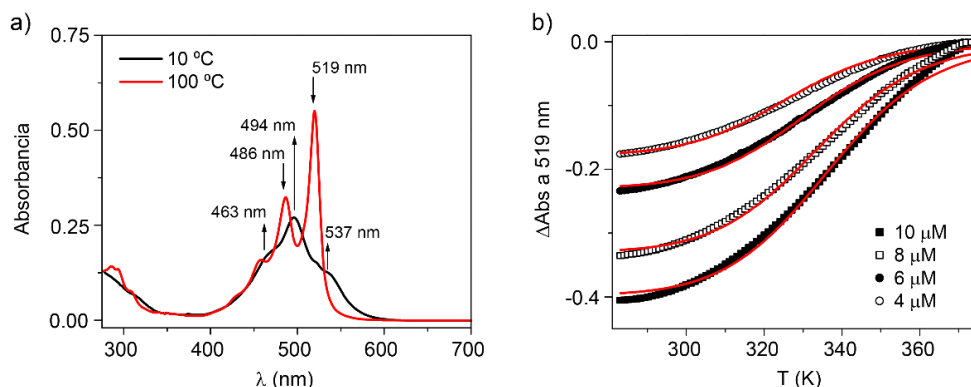 a)
0.75
0.50
0.25
0.00
Absorbancia
10 ºC
100 ºC
519 nm
494 nm
486 nm
463 nm
537 nm
300 400 500 600 700
λ (nm)
b)
0.0
-0.2
-0.4
ΔAbs a 519 nm
10 μM
8 μM
6 μM
4 μM
300 320 340 360
T (K)